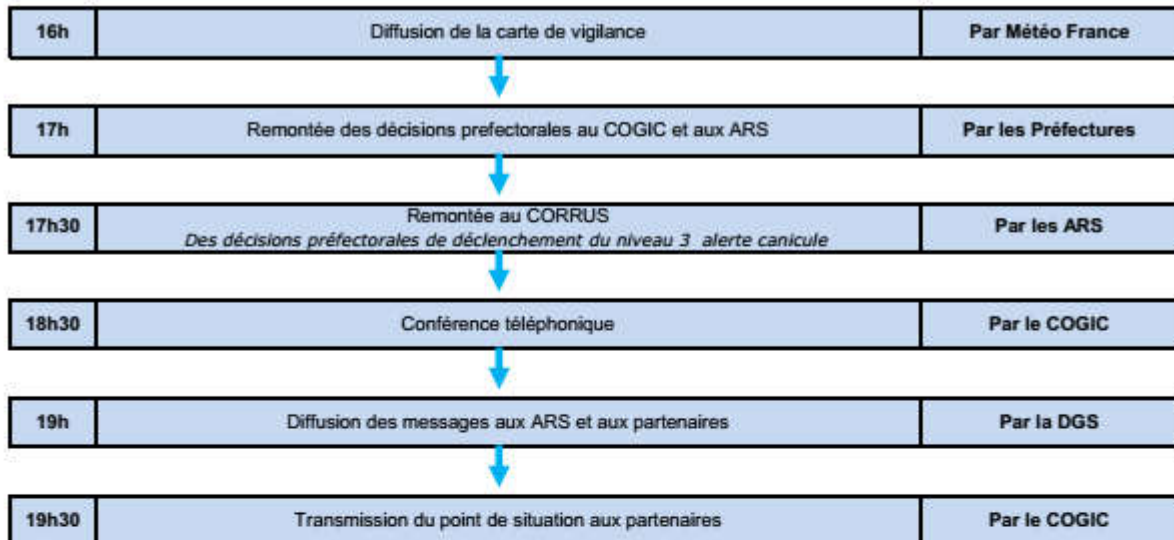 16h Diffusion de la carte de vigilance Par Météo France
17h Remontée des décisions prefectorales au COGIC et aux ARS Par les Préfectures
17h30 Remontée au CORRUS Par les ARS
Des décisions préfectorales de déclenchement du niveau 3 alerte canicule
18h30 Conférence téléphonique Par le COGIC
19h Diffusion des messages aux ARS et aux partenaires Par la DGS
19h30 Transmission du point de situation aux partenaires Par le COGIC